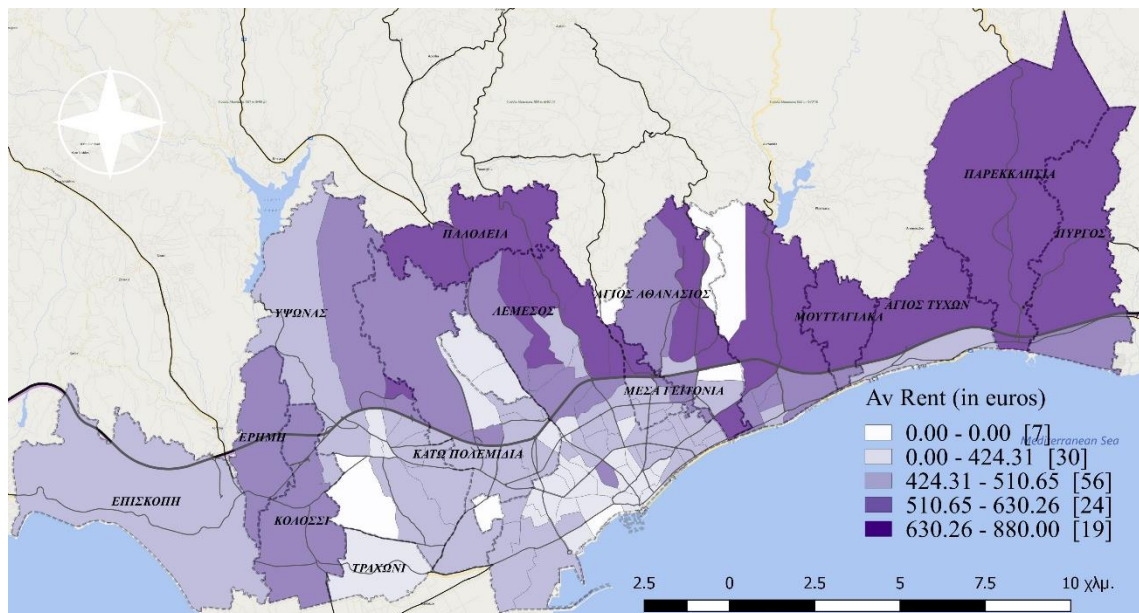 ΠΑΡΕΚΚΛΗΣΙΑ
ΠΑΛΟΔΕΙΑ
ΠΥΡΓΟΣ
ΑΓΙΟΣ ΑΘΑΝΑΣΙΟΣ
ΑΓΙΟΣ ΤΥΧΩΝ
ΥΨΩΝΑΣ
ΛΕΜΕΣΟΣ
ΜΟΥΤΤΑΓΙΑΚΑ
ΜΕΣΑ ΓΕΙΤΟΝΙΑ
Av Rent (in euros)
0.00 - 0.00 [7]
Mediterranean Sea
0.00 - 424.31 [30]
424.31 - 510.65 [56]
510.65 - 630.26 [24]
630.26 - 880.00 [19]
ΕΡΗΜΗ
ΚΑΤΩ ΠΟΛΕΜΙΔΙΑ
ΕΠΙΣΚΟΠΗ
ΚΟΛΟΣΣΙ
ΤΡΑΧΩΝΙ
2.5 0 2.5 5 7.5 10 χλμ.